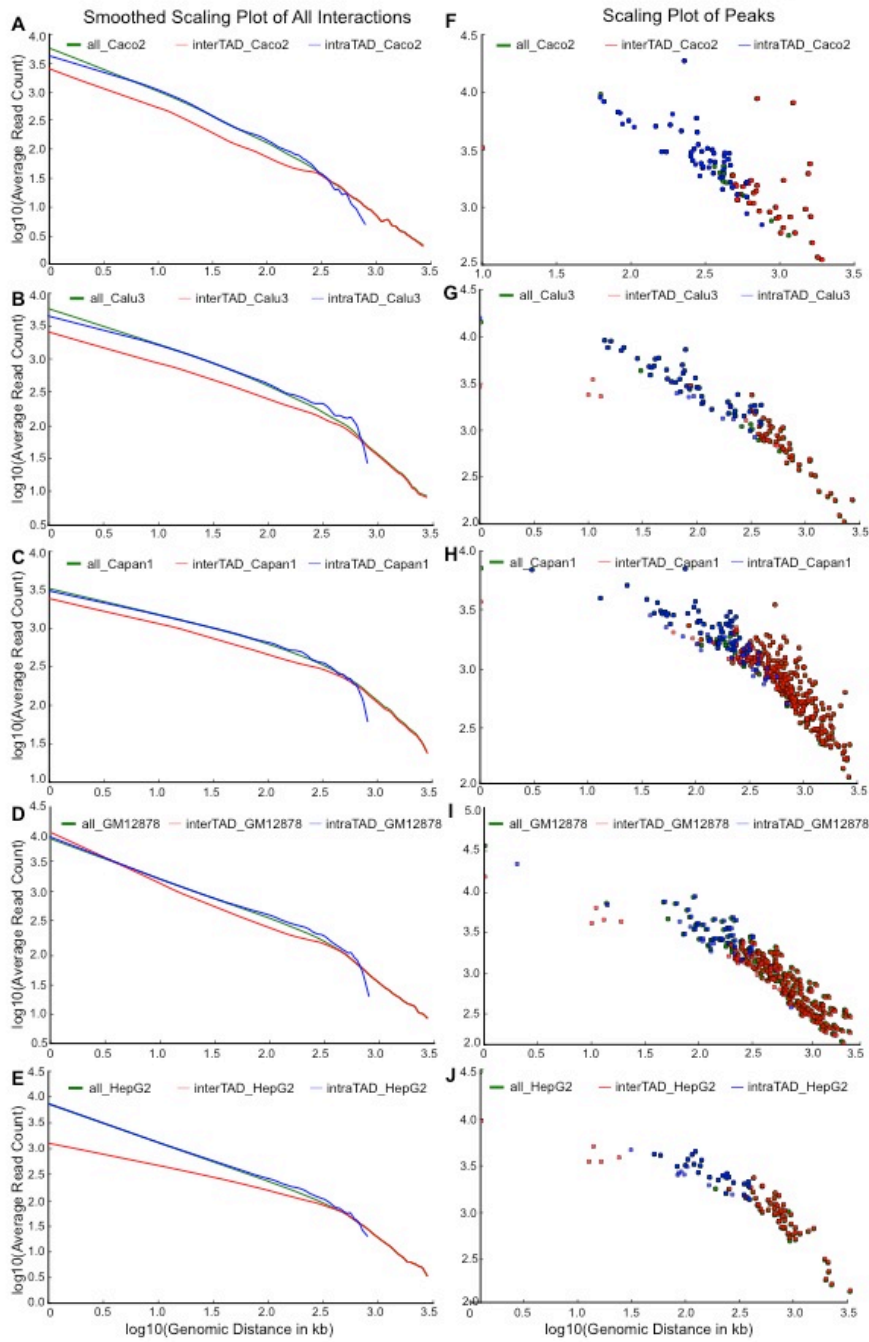 Smoothed Scaling Plot of All Interactions
Scaling Plot of Peaks
A
all_Caco2 interTAD_Caco2 intraTAD_Caco2
log10(Average Read Count)
4.0
3.5
3.0
2.5
2.0
1.5
1.0
0.5
0
0 0.5 1.0 1.5 2.0 2.5 3.0 3.5
F
all_Caco2 interTAD_Caco2 intraTAD_Caco2
4.5
4.0
3.5
3.0
2.5
1.0 1.5 2.0 2.5 3.0 3.5
B
all_Calu3 interTAD_Calu3 intraTAD_Calu3
log10(Average Read Count)
4.0
3.5
3.0
2.5
2.0
1.5
1.0
0.5
0 0.5 1.0 1.5 2.0 2.5 3.0 3.5
G
all_Calu3 interTAD_Calu3 intraTAD_Calu3
4.5
4.0
3.5
3.0
2.5
2.0
0 0.5 1.0 1.5 2.0 2.5 3.0 3.5
C
all_Capan1 interTAD_Capan1 intraTAD_Capan1
log10(Average Read Count)
4.0
3.5
3.0
2.5
2.0
1.5
1.0
0 0.5 1.0 1.5 2.0 2.5 3.0 3.5
H
all_Capan1 interTAD_Capan1 intraTAD_Capan1
4.0
3.5
3.0
2.5
2.0
0 0.5 1.0 1.5 2.0 2.5 3.0 3.5
D
all_GM12878 interTAD_GM12878 intraTAD_GM12878
log10(Average Read Count)
4.5
4.0
3.5
3.0
2.5
2.0
1.5
1.0
0.5
0 0.5 1.0 1.5 2.0 2.5 3.0 3.5
I
all_GM12878 interTAD_GM12878 intraTAD_GM12878
5.0
4.5
4.0
3.5
3.0
2.5
2.0
0 0.5 1.0 1.5 2.0 2.5 3.0 3.5
E
all_HepG2 interTAD_HepG2 intraTAD_HepG2
log10(Average Read Count)
4.5
4.0
3.5
3.0
2.5
2.0
1.5
1.0
0.5
0.0
0 0.5 1.0 1.5 2.0 2.5 3.0 3.5
log10(Genomic Distance in kb)
J
all_HepG2 interTAD_HepG2 intraTAD_HepG2
4.5
4.0
3.5
3.0
2.5
2.0
0 0.5 1.0 1.5 2.0 2.5 3.0 3.5
log10(Genomic Distance in kb)